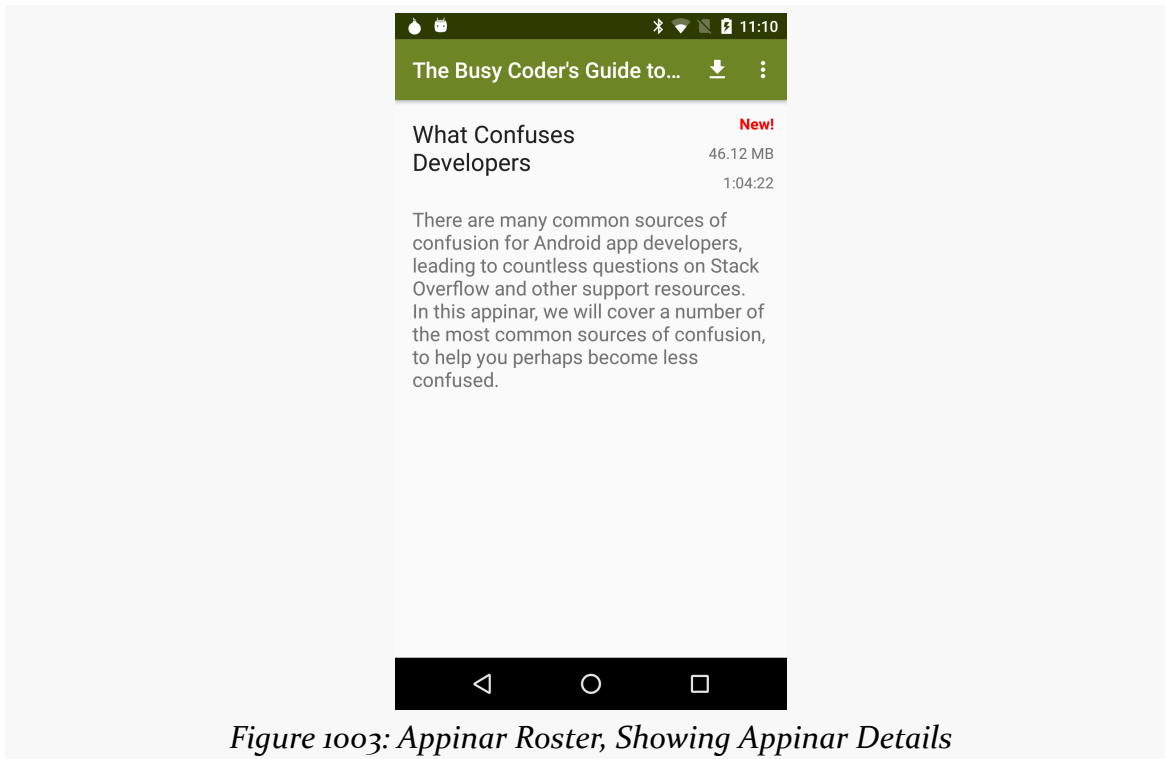 11:10
The Busy Coder's Guide to…
What Confuses
Developers
New!
46.12 MB
1:04:22
There are many common sources of
confusion for Android app developers,
leading to countless questions on Stack
Overflow and other support resources.
In this appinar, we will cover a number of
the most common sources of confusion,
to help you perhaps become less
confused.
Figure 1003: Appinar Roster, Showing Appinar Details